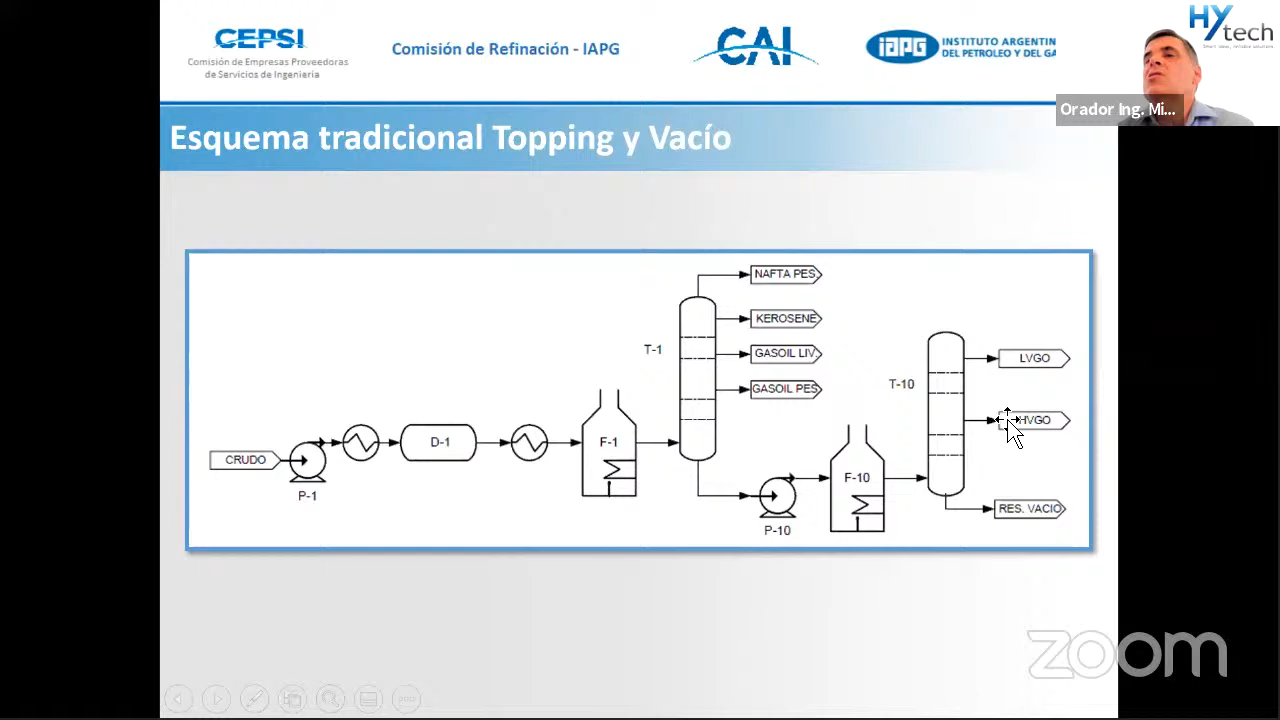 CEPSI
Comisión de Empresas Proveedoras
de Servicios de Ingeniería
Comisión de Refinación - IAPG
CAI
iAPG
INSTITUTO ARGENTIN
DEL PETROLEO Y DEL GA
HYtech
Orador Ing. Mi...
Esquema tradicional Topping y Vacío
NAFTA PES.
KEROSENE
GASOIL LIV.
GASOIL PES.
T-1
LVGO
T-10
HVGO
CRUDO
P-1
D-1
F-1
F-10
P-10
RES. VACIO
zoom